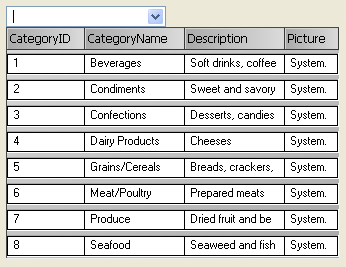 CategoryID CategoryName Description Picture
1 Beverages Soft drinks, coffee System.
2 Condiments Sweet and savory System.
3 Confections Desserts, candies System.
4 Dairy Products Cheeses System.
5 Grains/Cereals Breads, crackers, System.
6 Meat/Poultry Prepared meats System.
7 Produce Dried fruit and be System.
8 Seafood Seaweed and fish System.